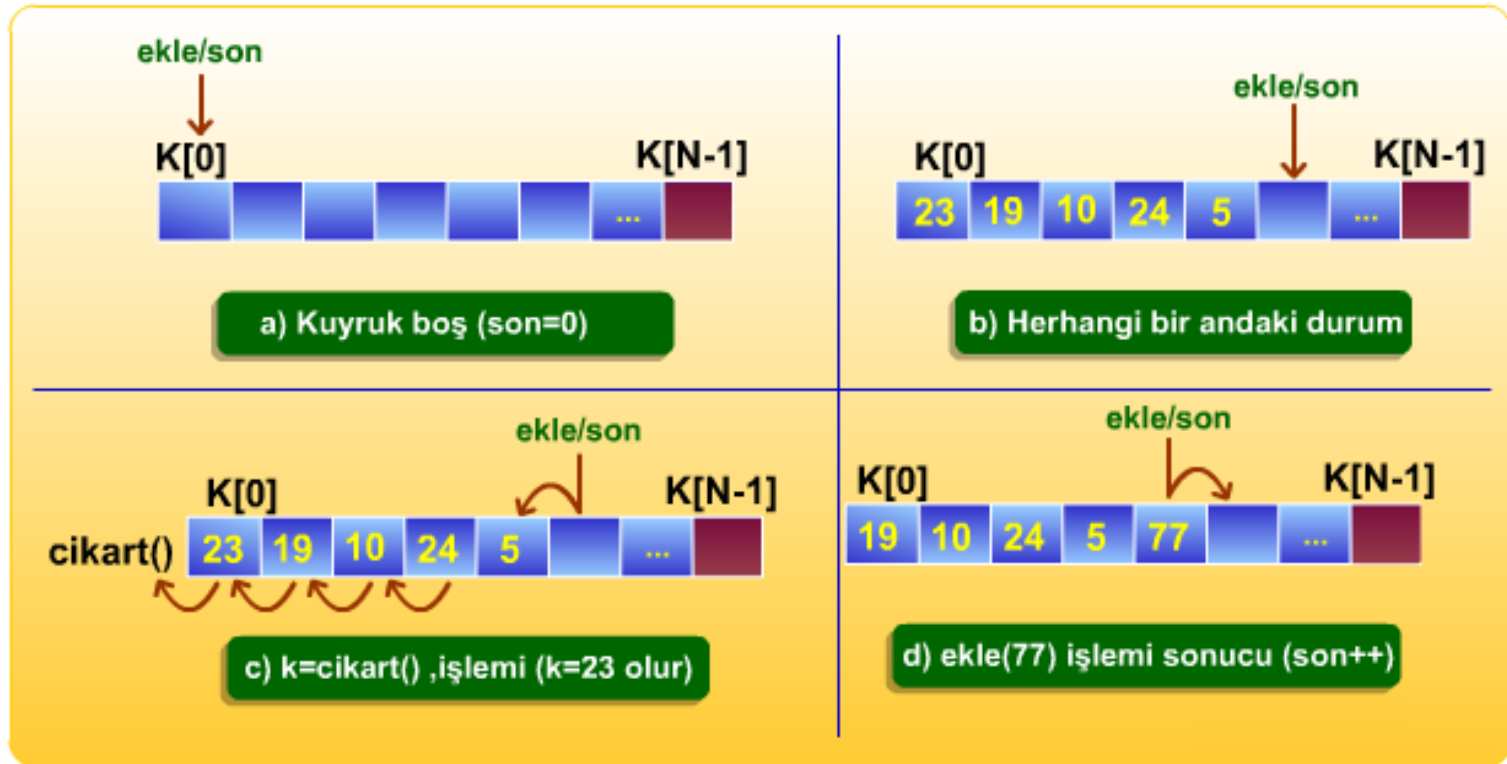 ekle/son
K[0] K[N-1]
...
a) Kuyruk boş (son=0)
ekle/son
K[0] K[N-1]
23 19 10 24 5 ...
b) Herhangi bir andaki durum
ekle/son
K[0] K[N-1]
cikart() 23 19 10 24 5 ...
c) k=cikart() ,işlemi (k=23 olur)
ekle/son
K[0] K[N-1]
19 10 24 5 77 ...
d) ekle(77) işlemi sonucu (son++)